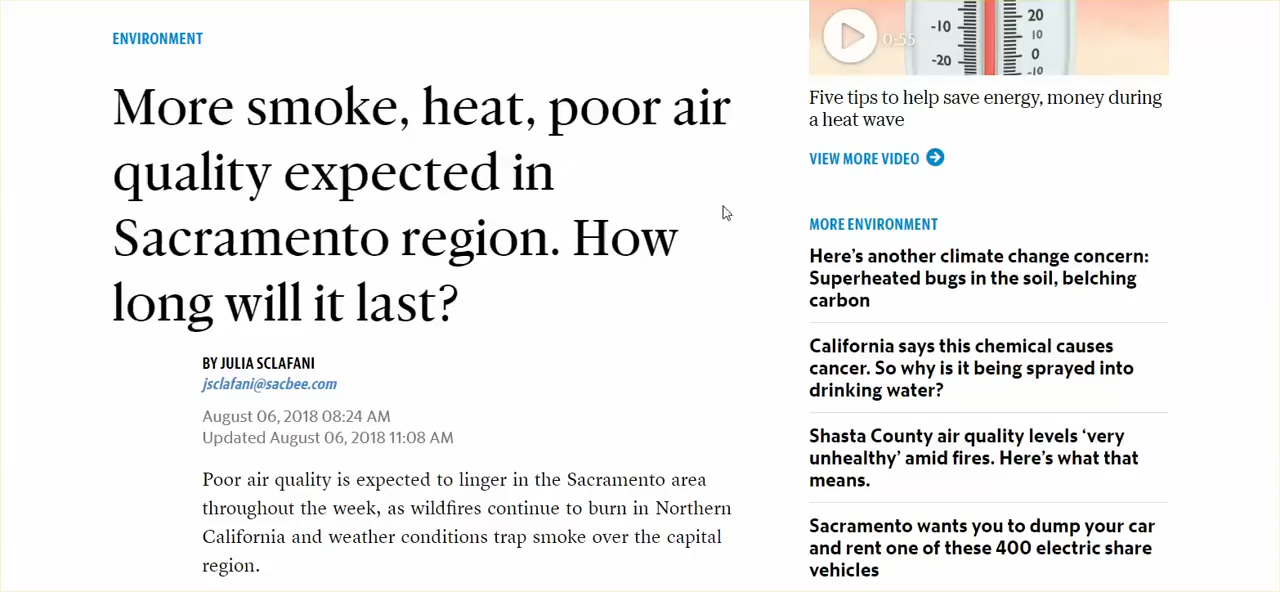 ENVIRONMENT
More smoke, heat, poor air
quality expected in
Sacramento region. How
long will it last?
BY JULIA SCLAFANI
jsclafani@sacbee.com
August 06, 2018 08:24 AM
Updated August 06, 2018 11:08 AM
Poor air quality is expected to linger in the Sacramento area
throughout the week, as wildfires continue to burn in Northern
California and weather conditions trap smoke over the capital
region.
0:55
-10
-20
20
10
0
-10
Five tips to help save energy, money during
a heat wave
VIEW MORE VIDEO
MORE ENVIRONMENT
Here’s another climate change concern:
Superheated bugs in the soil, belching
carbon
California says this chemical causes
cancer. So why is it being sprayed into
drinking water?
Shasta County air quality levels ‘very
unhealthy’ amid fires. Here’s what that
means.
Sacramento wants you to dump your car
and rent one of these 400 electric share
vehicles